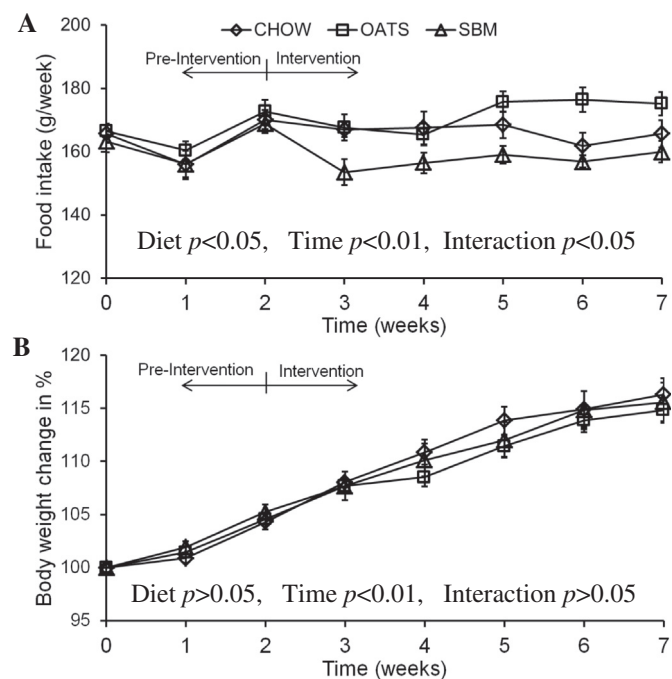 A
CHOW OATS SBM
Pre-Intervention Intervention
Food intake (g/week)
200
180
160
140
120
Diet p<0.05, Time p<0.01, Interaction p<0.05
0 1 2 3 4 5 6 7
Time (weeks)
B
Pre-Intervention Intervention
Body weight change in %
120
115
110
105
100
95
Diet p>0.05, Time p<0.01, Interaction p>0.05
0 1 2 3 4 5 6 7
Time (weeks)